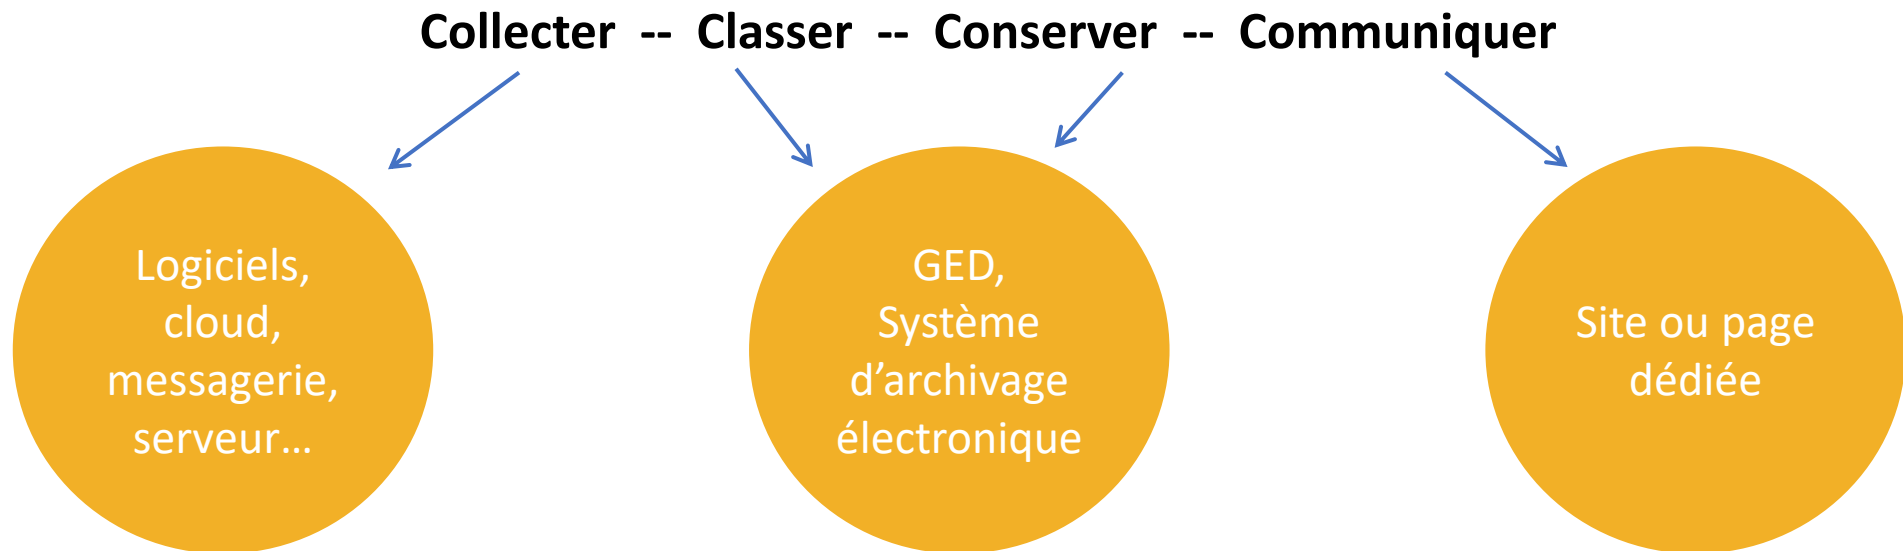 Collecter -- Classer -- Conserver -- Communiquer
Logiciels,
cloud,
messagerie,
serveur…
GED,
Système
d’archivage
électronique
Site ou page
dédiée